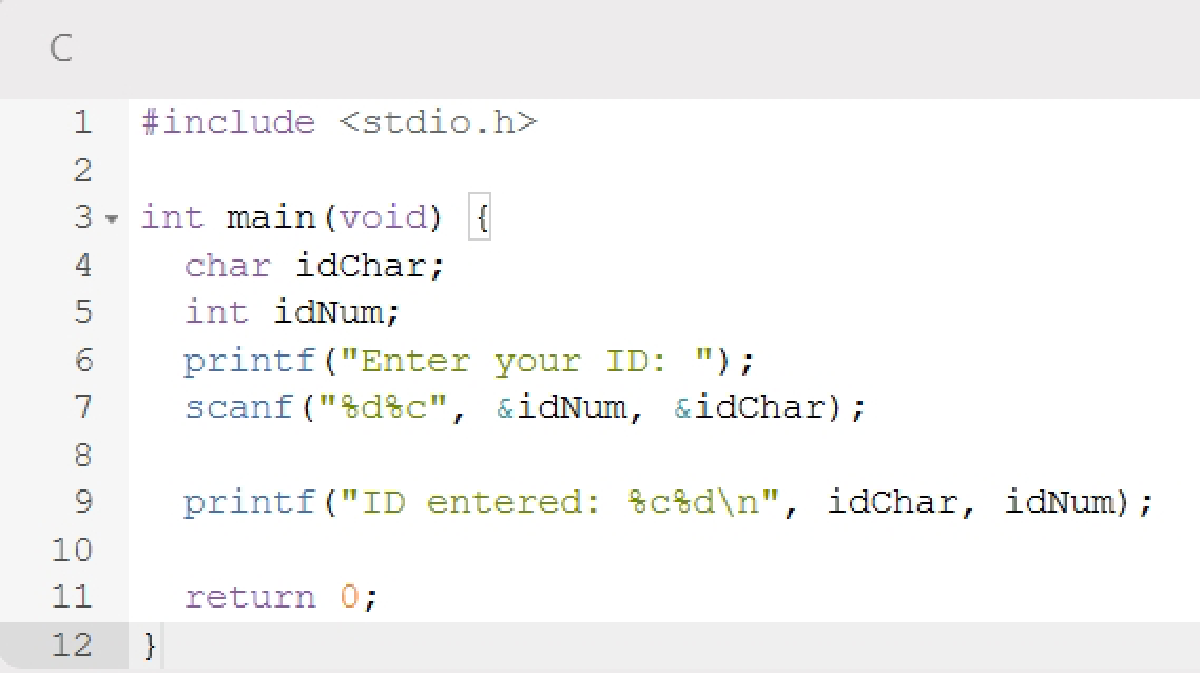 C
1 #include <stdio.h>
2
3 int main(void) {
4   char idChar;
5   int idNum;
6   printf("Enter your ID: ");
7   scanf("%d%c", &idNum, &idChar);
8
9   printf("ID entered: %c%d\n", idChar, idNum);
10
11   return 0;
12 }